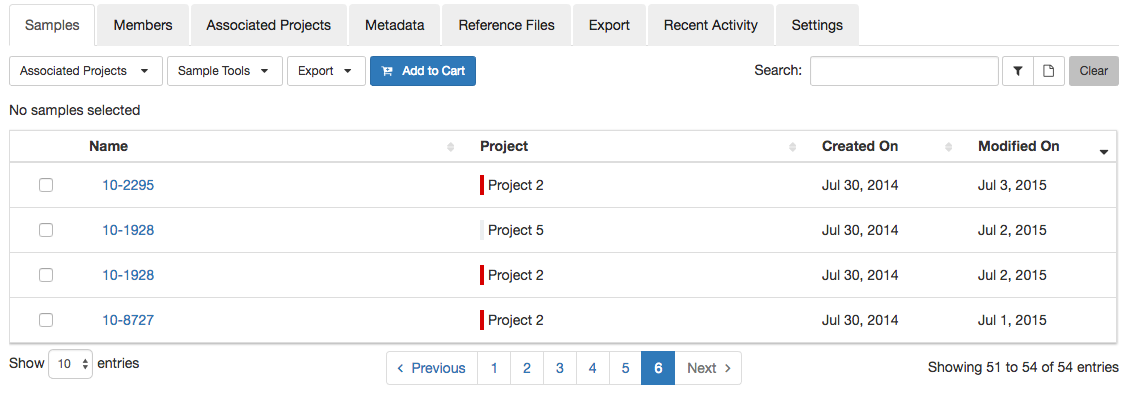 Samples Members Associated Projects Metadata Reference Files Export Recent Activity Settings
Associated Projects Sample Tools Export Add to Cart Search: Clear
No samples selected
Name Project Created On Modified On
10-2295 Project 2 Jul 30, 2014 Jul 3, 2015
10-1928 Project 5 Jul 30, 2014 Jul 2, 2015
10-1928 Project 2 Jul 30, 2014 Jul 2, 2015
10-8727 Project 2 Jul 30, 2014 Jul 1, 2015
Show 10 entries Previous 1 2 3 4 5 6 Next Showing 51 to 54 of 54 entries